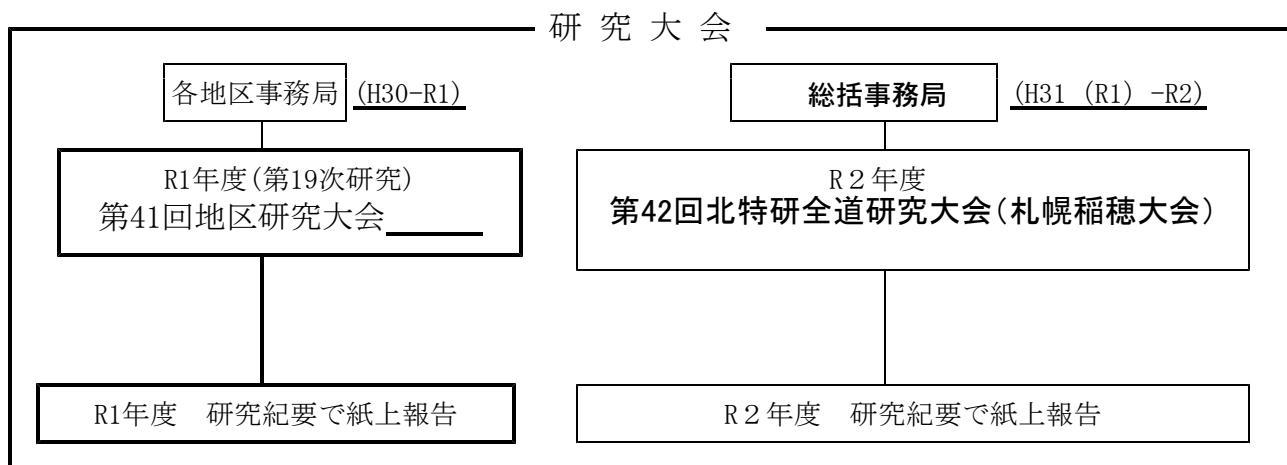 研究大会
各地区事務局 (H30-R1)
R1年度(第19次研究)
第41回地区研究大会
R1年度 研究紀要で紙上報告
総括事務局 (H31 (R1) -R2)
R２年度
第42回北特研全道研究大会(札幌稲穂大会)
R２年度 研究紀要で紙上報告